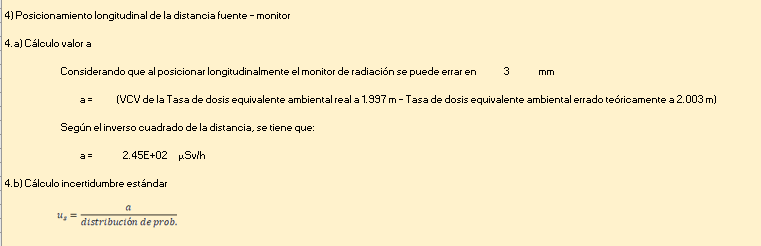 4) Posicionamiento longitudinal de la distancia fuente - monitor
4.a) Cálculo valor a
Considerando que al posicionar longitudinalmente el monitor de radiación se puede errar en 3 mm
a = (VCV de la Tasa de dosis equivalente ambiental real a 1.997 m - Tasa de dosis equivalente ambiental errado teóricamente a 2.003 m)
Según el inverso cuadrado de la distancia, se tiene que:
a = 2.45E+02 µSv/h
4.b) Cálculo incertidumbre estándar
u_s = a / distribución de prob.